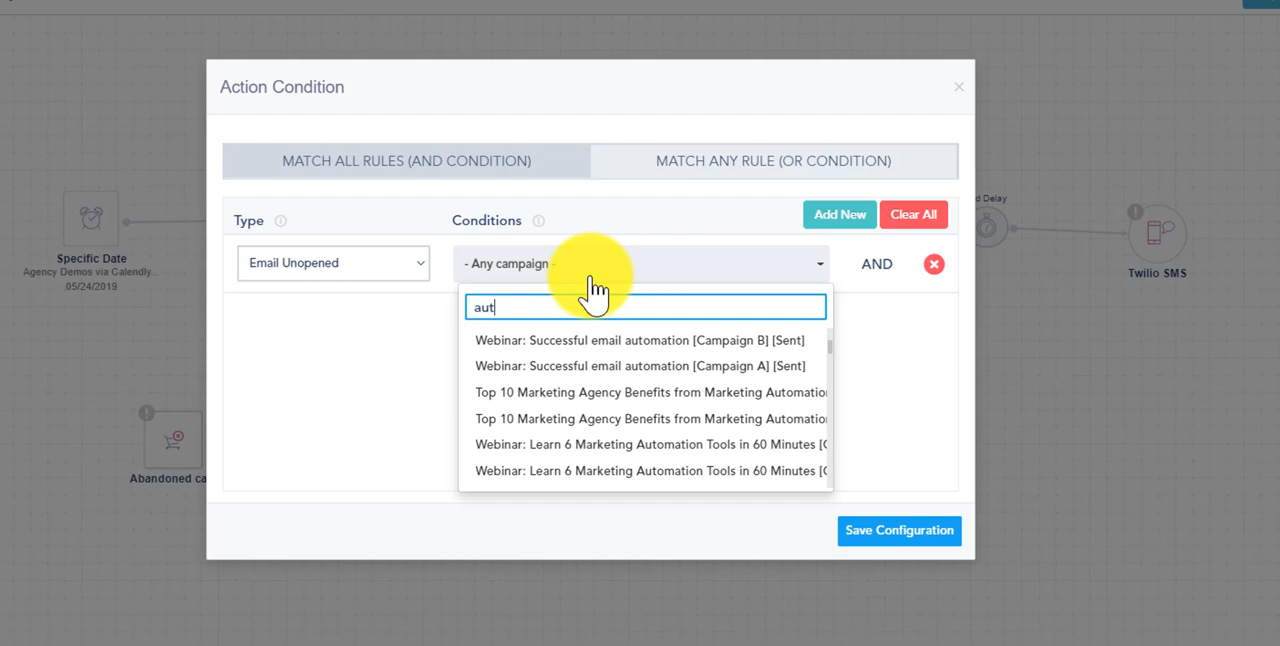 Action Condition
×
MATCH ALL RULES (AND CONDITION)
MATCH ANY RULE (OR CONDITION)
Type
Conditions
Add New
Clear All
Email Unopened
- Any campaign -
AND
aut
Webinar: Successful email automation [Campaign B] [Sent]
Webinar: Successful email automation [Campaign A] [Sent]
Top 10 Marketing Agency Benefits from Marketing Automatio
Top 10 Marketing Agency Benefits from Marketing Automatio
Webinar: Learn 6 Marketing Automation Tools in 60 Minutes [C
Webinar: Learn 6 Marketing Automation Tools in 60 Minutes [C
Save Configuration
Specific Date
Agency Demos via Calendly...
05/24/2019
Abandoned ca
d Delay
Twilio SMS